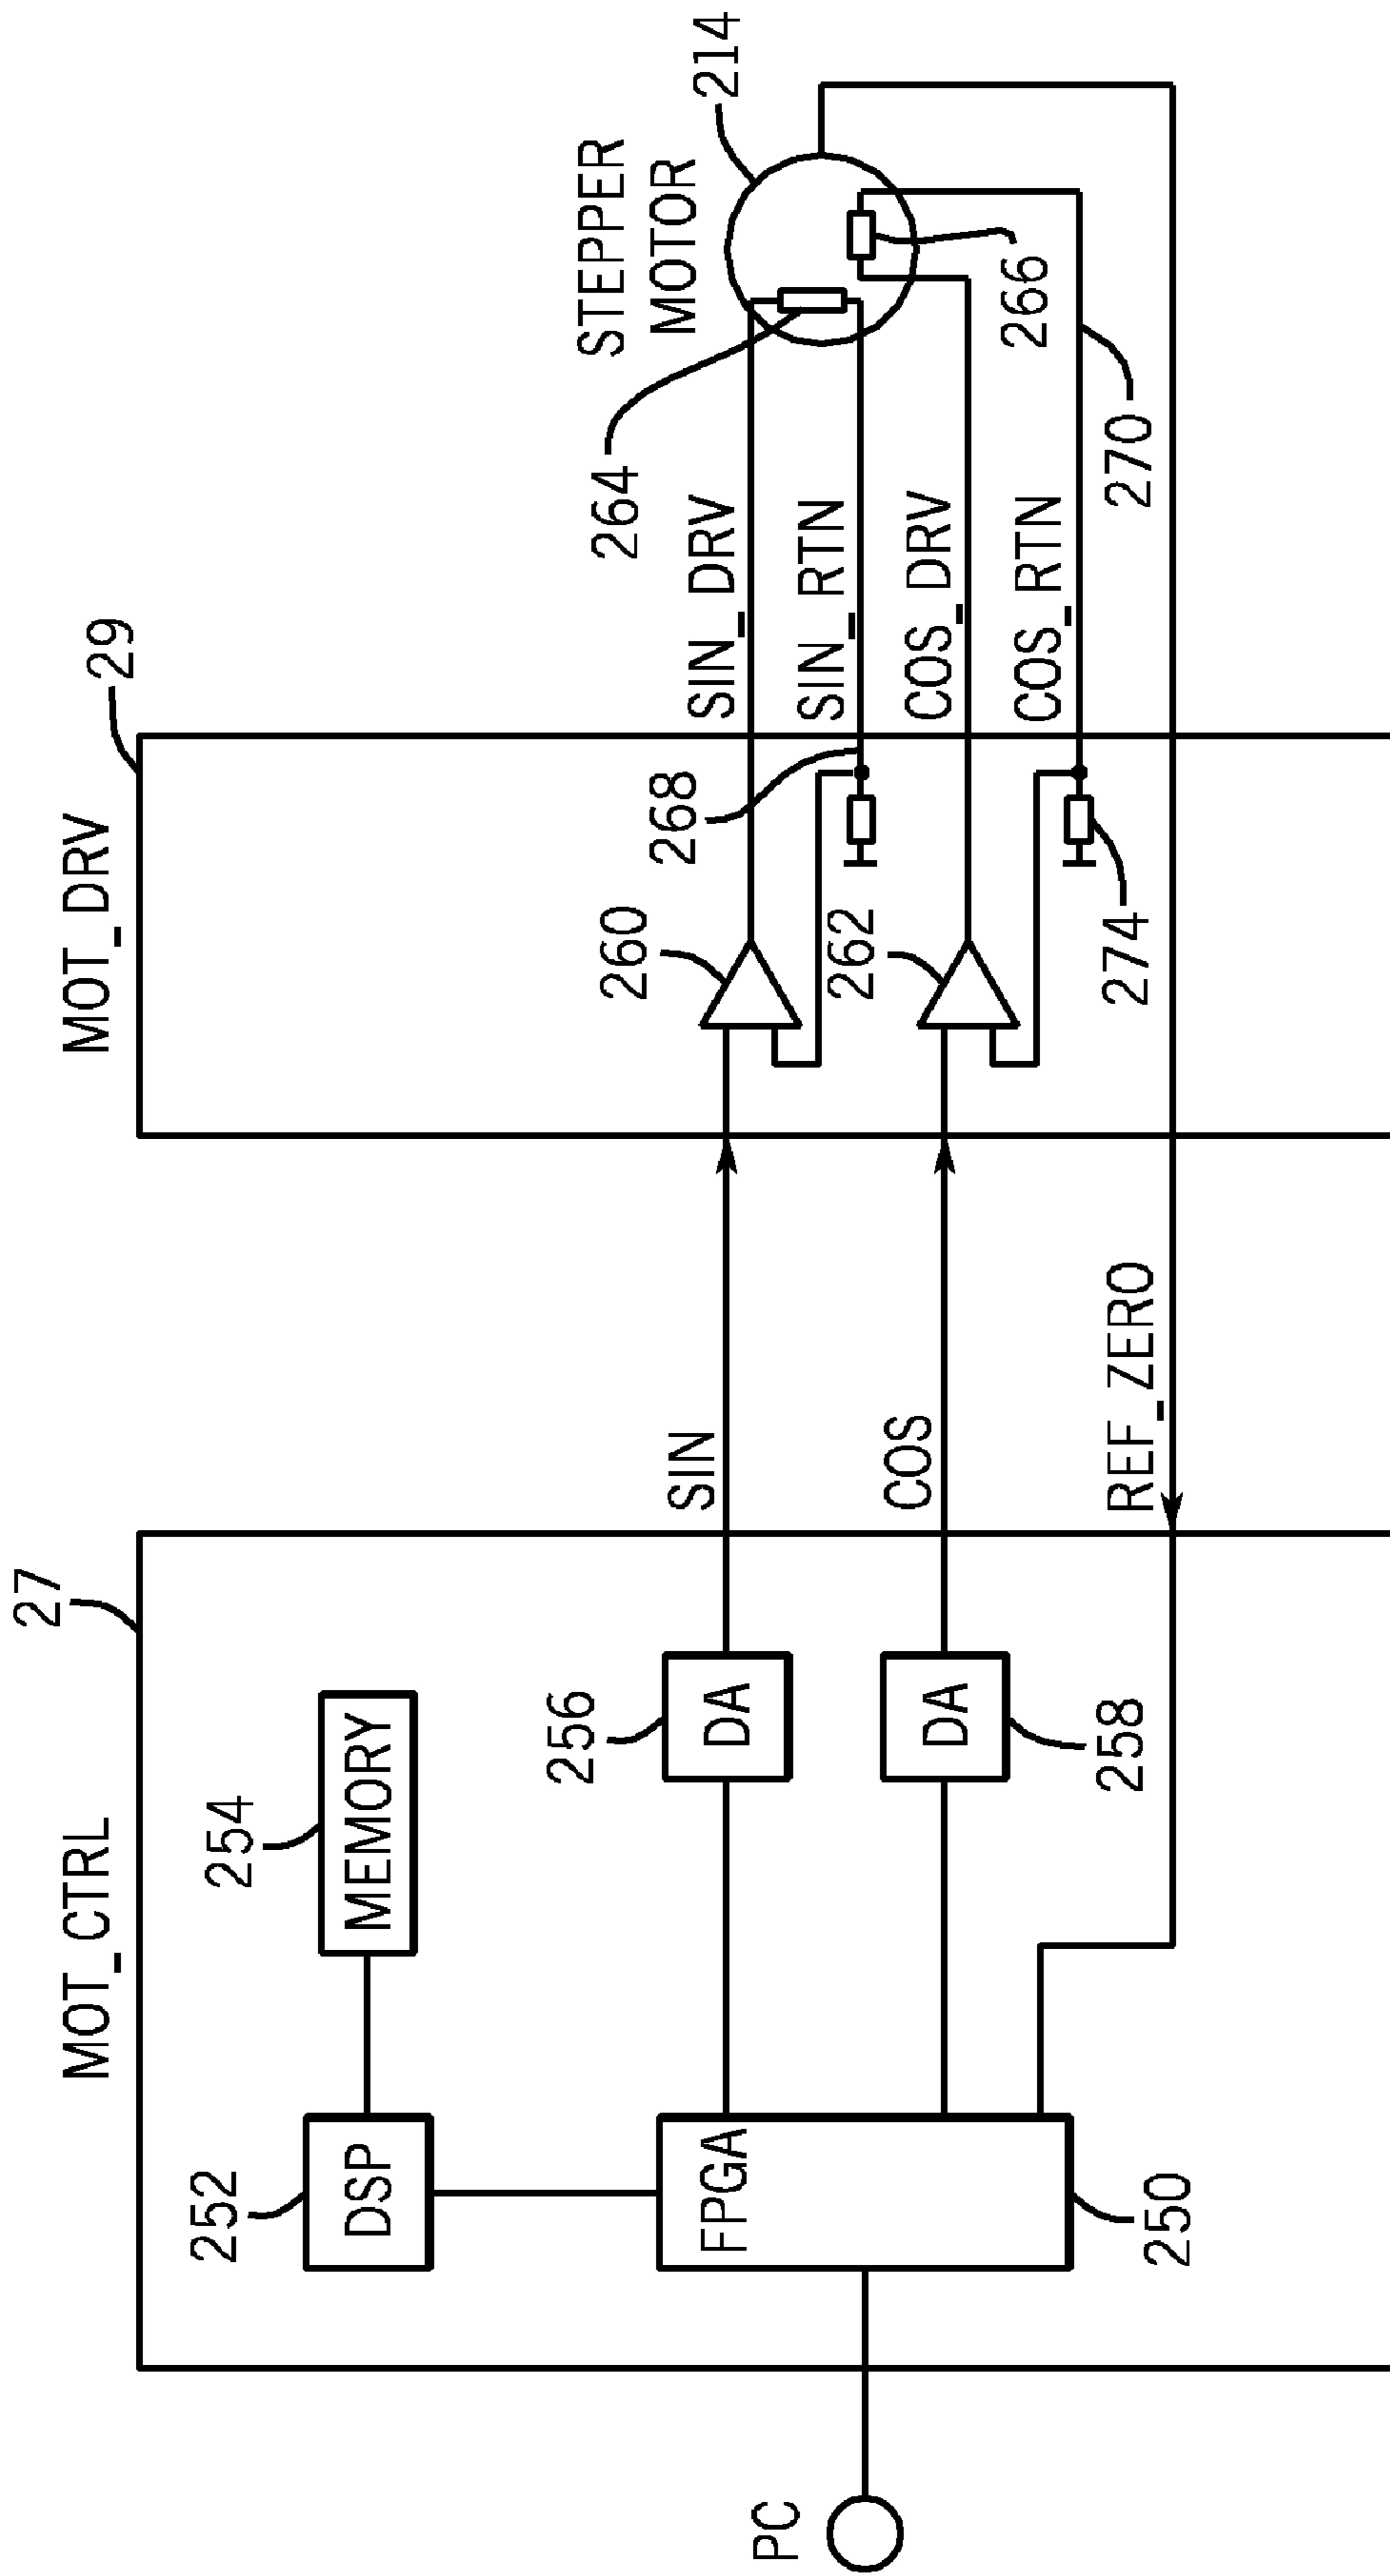 MOT_CTRL
27
MOT_DRV
29
252
DSP
254
MEMORY
FPGA
250
PC
256
DA
258
DA
SIN
COS
REF_ZERO
260
262
268
274
SIN_DRV
SIN_RTN
COS_DRV
COS_RTN
264
STEPPER
MOTOR
214
266
270